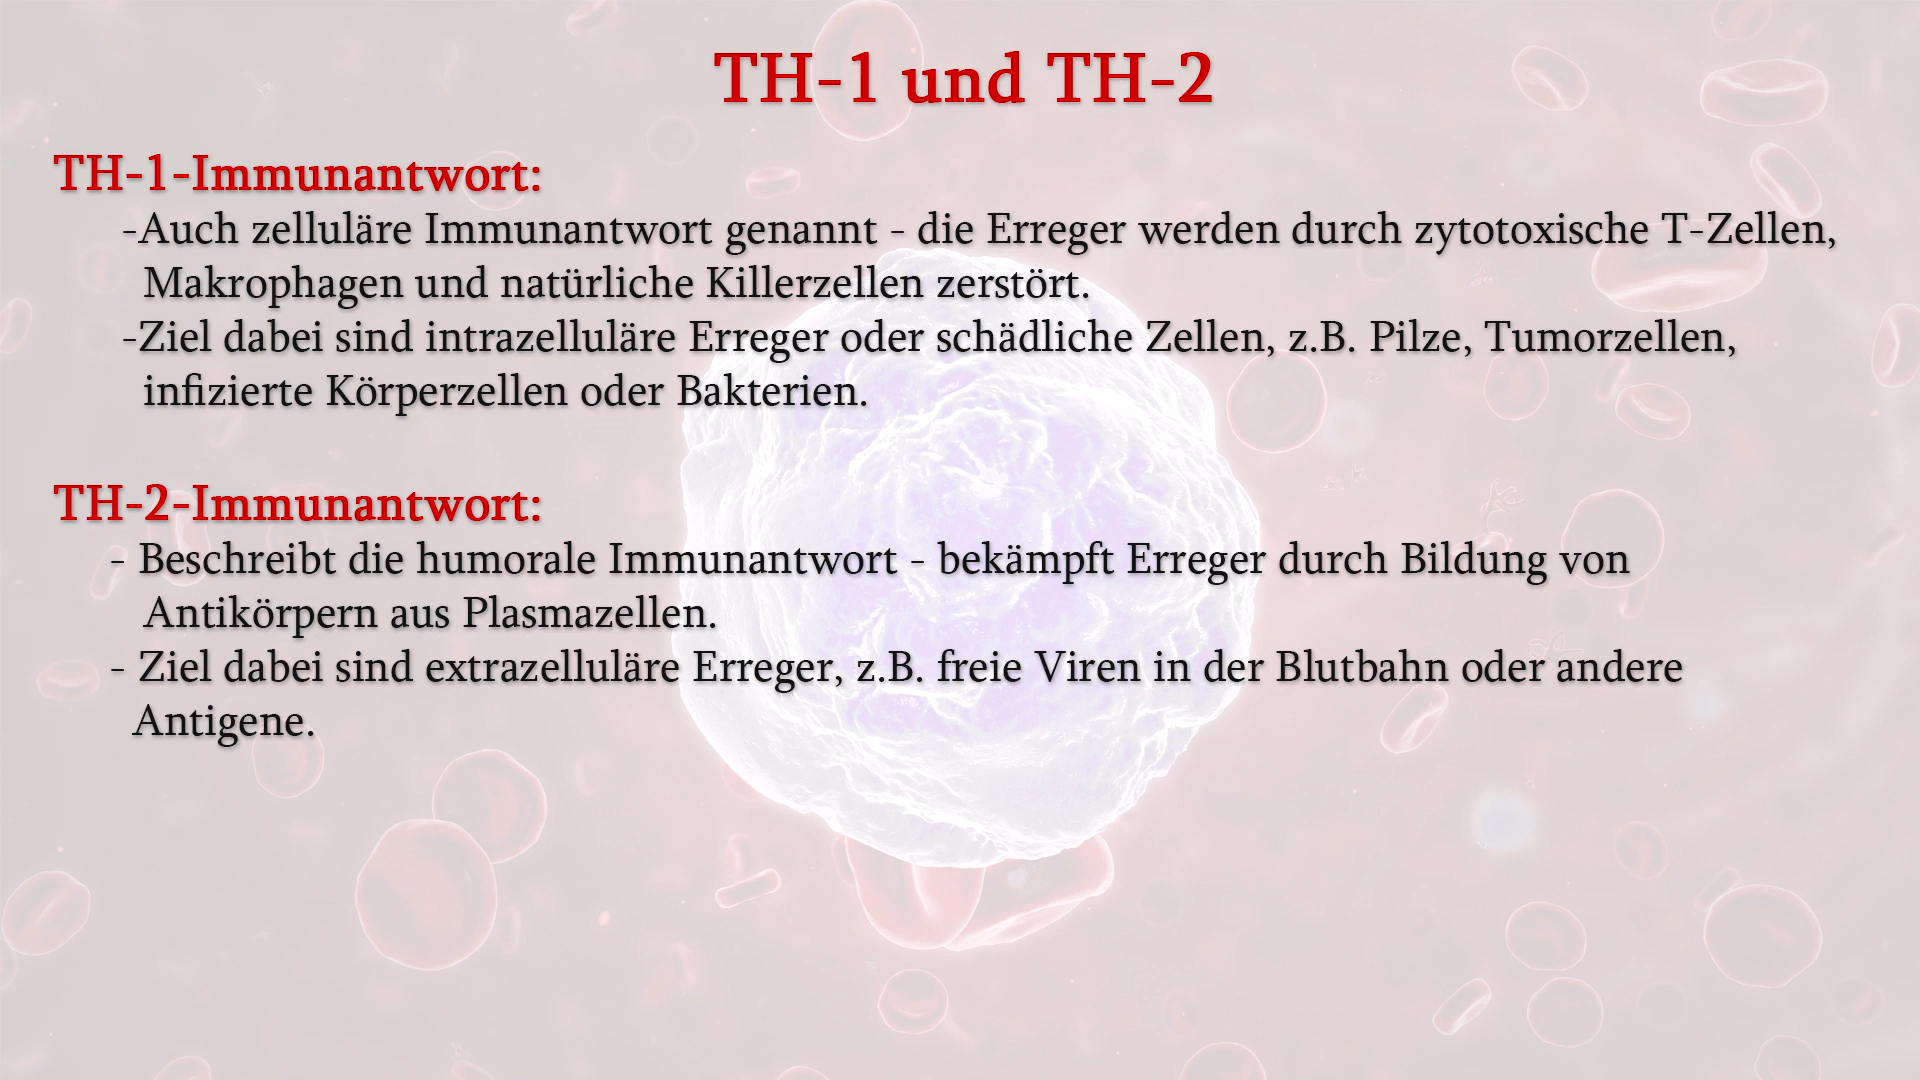 TH-1 und TH-2
TH-1-Immunantwort:
-Auch zelluläre Immunantwort genannt - die Erreger werden durch zytotoxische T-Zellen,
Makrophagen und natürliche Killerzellen zerstört.
-Ziel dabei sind intrazelluläre Erreger oder schädliche Zellen, z.B. Pilze, Tumorzellen,
infizierte Körperzellen oder Bakterien.
TH-2-Immunantwort:
- Beschreibt die humorale Immunantwort - bekämpft Erreger durch Bildung von
Antikörpern aus Plasmazellen.
- Ziel dabei sind extrazelluläre Erreger, z.B. freie Viren in der Blutbahn oder andere
Antigene.